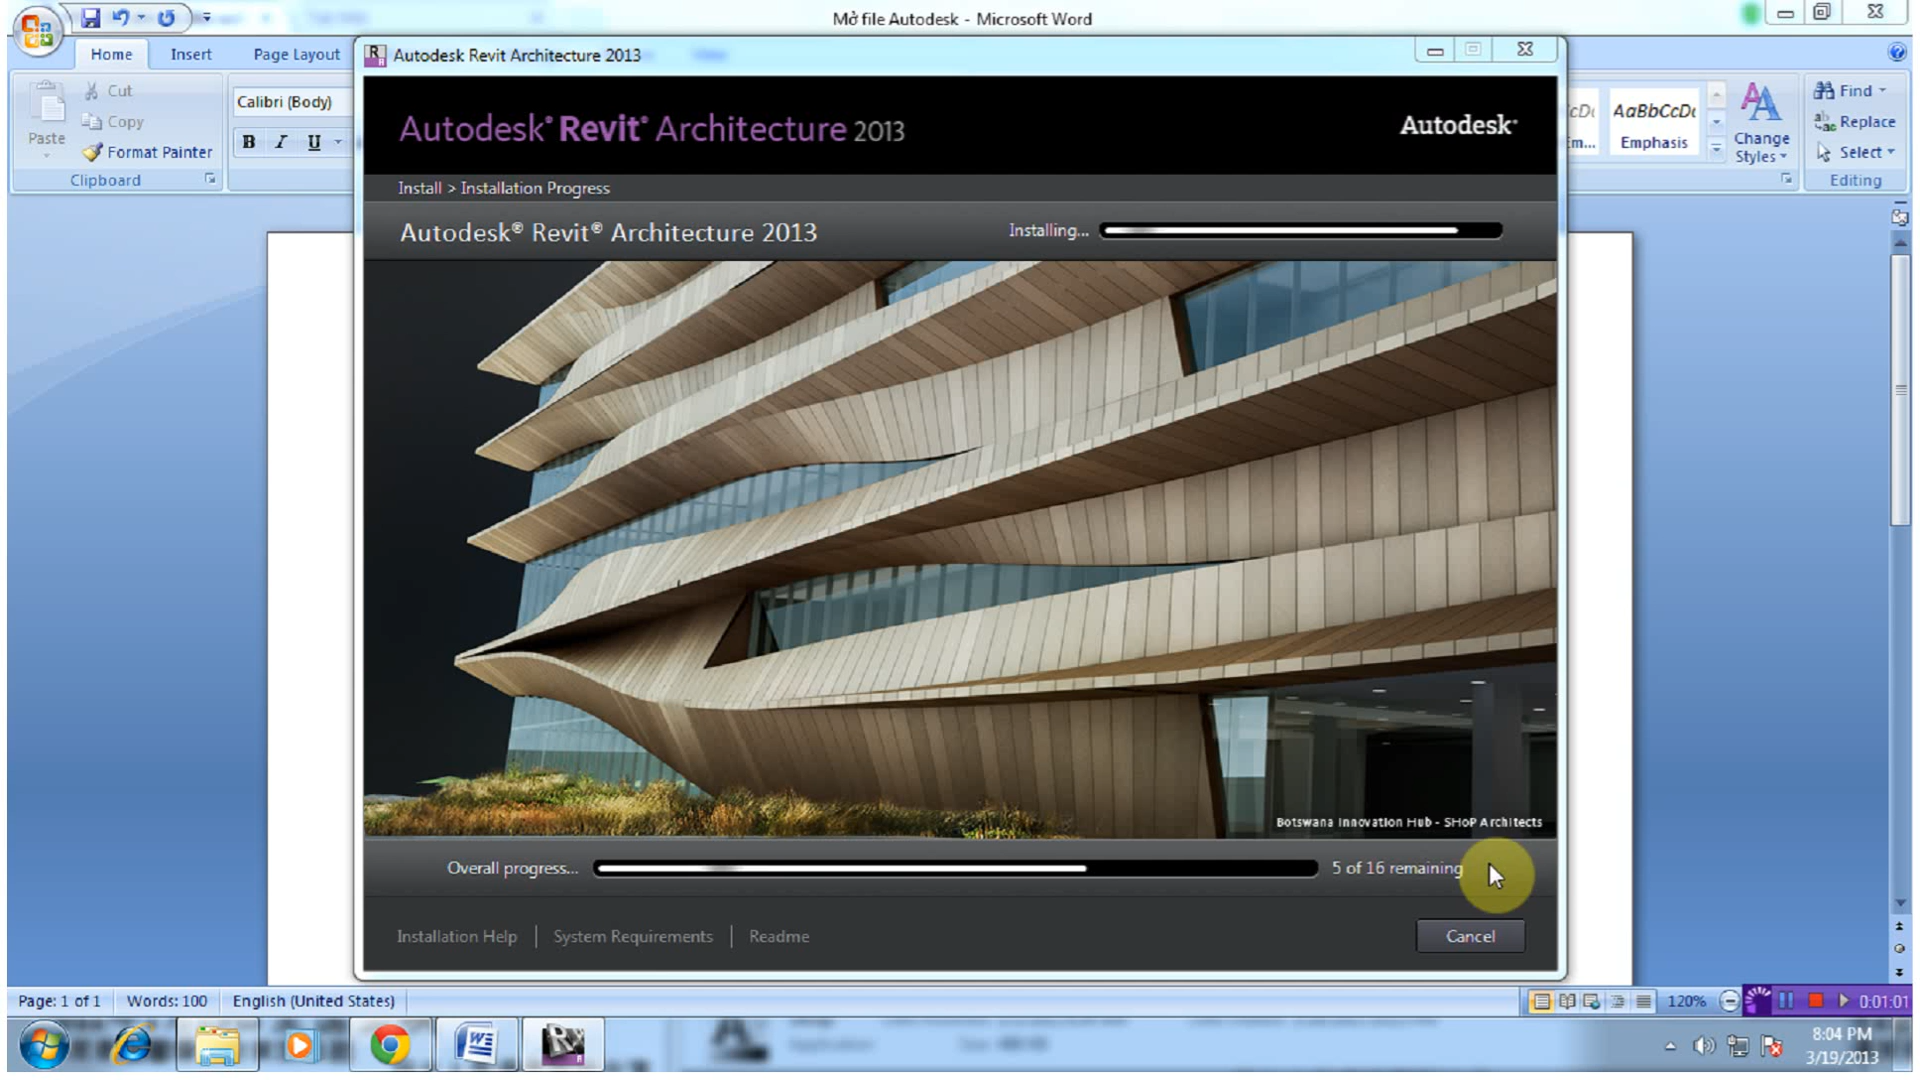 Mở file Autodesk - Microsoft Word
Home
Insert
Page Layout
Cut
Copy
Paste
Format Painter
Clipboard
Calibri (Body)
B I U
Autodesk Revit Architecture 2013
Autodesk® Revit® Architecture 2013
Autodesk®
Install > Installation Progress
Autodesk® Revit® Architecture 2013
Installing...
Botswana Innovation Hub - SHoP Architects
Overall progress...
5 of 16 remaining
Installation Help
System Requirements
Readme
Cancel
AaBbCcDc
Emphasis
Change
Styles
Find
Replace
Select
Editing
Page: 1 of 1
Words: 100
English (United States)
120%
0:01:01
8:04 PM
3/19/2013